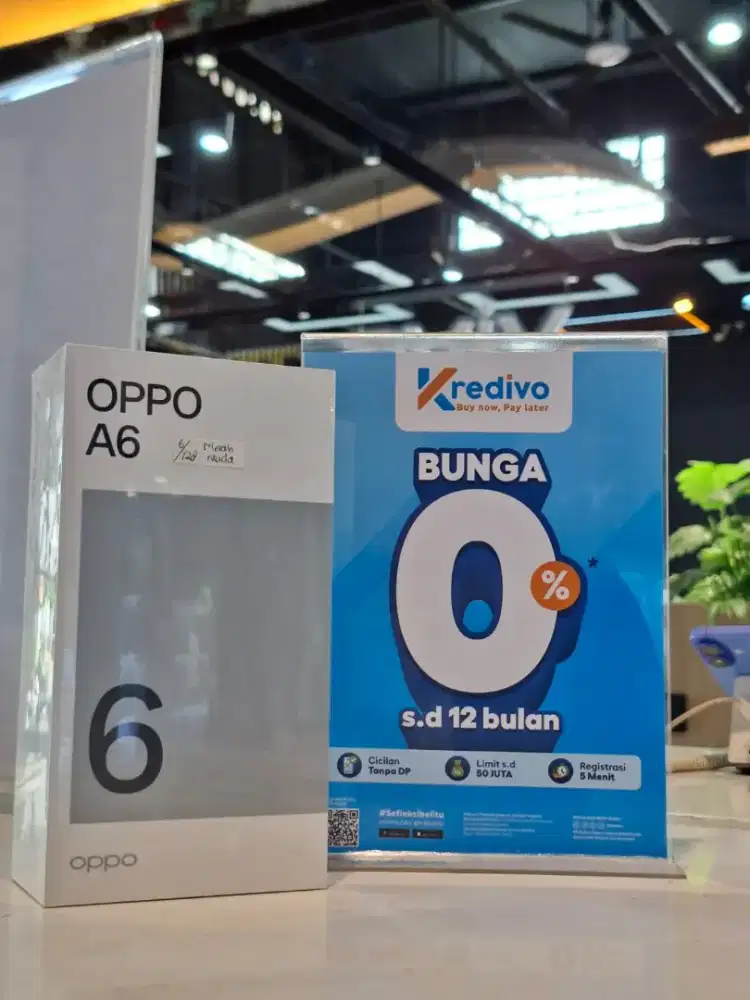 OPPO
A6
6/128 Merah Muda
6
oppo
Kredivo
Buy now, Pay later
BUNGA
0%*
s.d 12 bulan
Cicilan
Tanpa DP
Limit s.d
50 JUTA
Registrasi
5 Menit